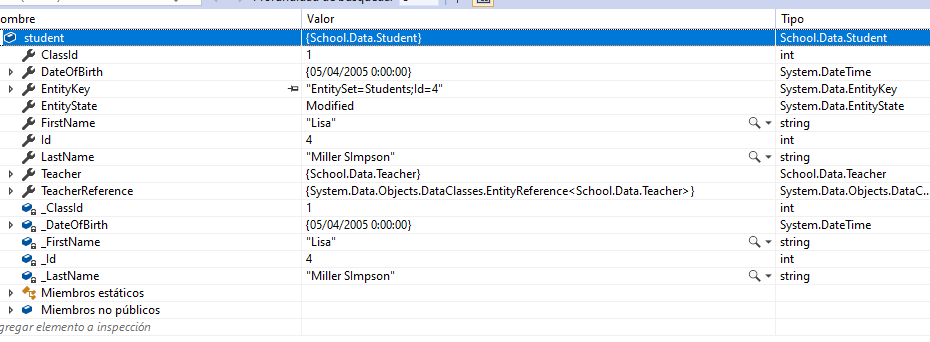 ombre Valor Tipo
student {School.Data.Student} School.Data.Student
ClassId 1 int
DateOfBirth {05/04/2005 0:00:00} System.DateTime
EntityKey "EntitySet=Students;Id=4" System.Data.EntityKey
EntityState Modified System.Data.EntityState
FirstName "Lisa" string
Id 4 int
LastName "Miller SImpson" string
Teacher {School.Data.Teacher} School.Data.Teacher
TeacherReference {System.Data.Objects.DataClasses.EntityReference<School.Data.Teacher>} System.Data.Objects.DataC...
_ClassId 1 int
_DateOfBirth {05/04/2005 0:00:00} System.DateTime
_FirstName "Lisa" string
_Id 4 int
_LastName "Miller SImpson" string
Miembros estáticos
Miembros no públicos
gregar elemento a inspección